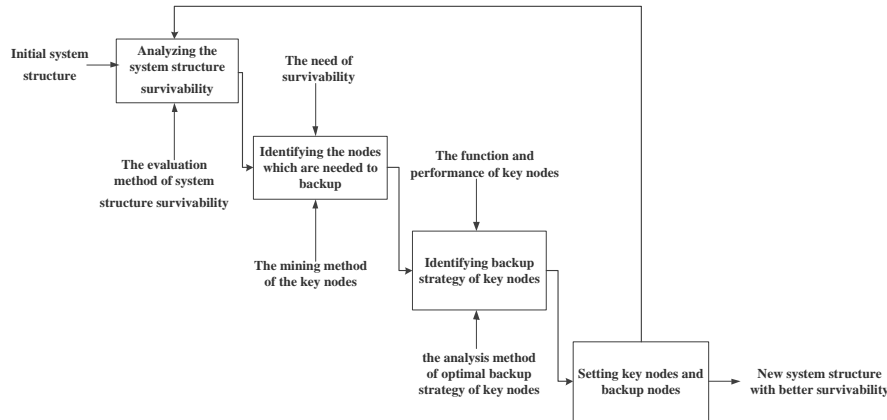 Initial system
structure
Analyzing the
system structure
survivability
The evaluation
method of system
structure survivability
The need of
survivability
Identifying the nodes
which are needed to
backup
The mining method
of the key nodes
The function and
performance of key nodes
Identifying backup
strategy of key nodes
the analysis method
of optimal backup
strategy of key nodes
Setting key nodes and
backup nodes
New system structure
with better survivability